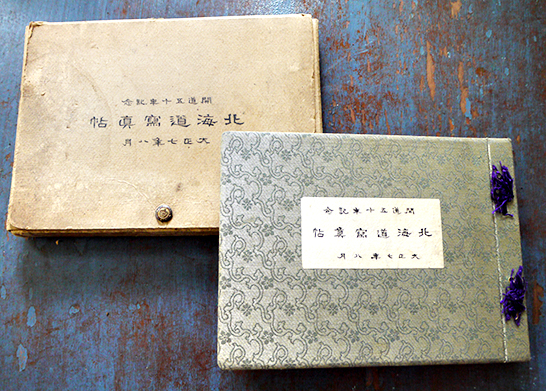 開道五十年記念
北海道寫眞帖
大正七年八月
開道五十年記念
北海道寫眞帖
大正七年八月